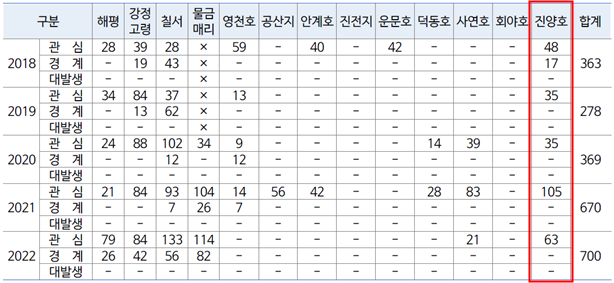 구분 해평 강정 고령 칠서 물금 매리 영천호 공산지 안계호 진전지 운문호 덕동호 사연호 회야호 진양호 합계
2018 관 심 28 39 28 × 59 - 40 - 42 - - - 48 363
경 계 - 19 43 × - - - - - - - - 17
대발생 - - - × - - - - - - - - -
2019 관 심 34 84 37 × 13 - - - - - - - 35 278
경 계 - 13 62 × - - - - - - - - -
대발생 - - - × - - - - - - - - -
2020 관 심 24 88 102 34 9 - - - - 14 39 - 35 369
경 계 - - 12 - 12 - - - - - - - -
대발생 - - - - - - - - - - - - -
2021 관 심 21 84 93 104 14 56 42 - - 28 83 - 105 670
경 계 - - 7 26 7 - - - - - - - -
대발생 - - - - - - - - - - - - -
2022 관 심 79 84 133 114 - - - - - - 21 - 63 700
경 계 26 42 56 82 - - - - - - - - -
대발생 - - - - - - - - - - - - -